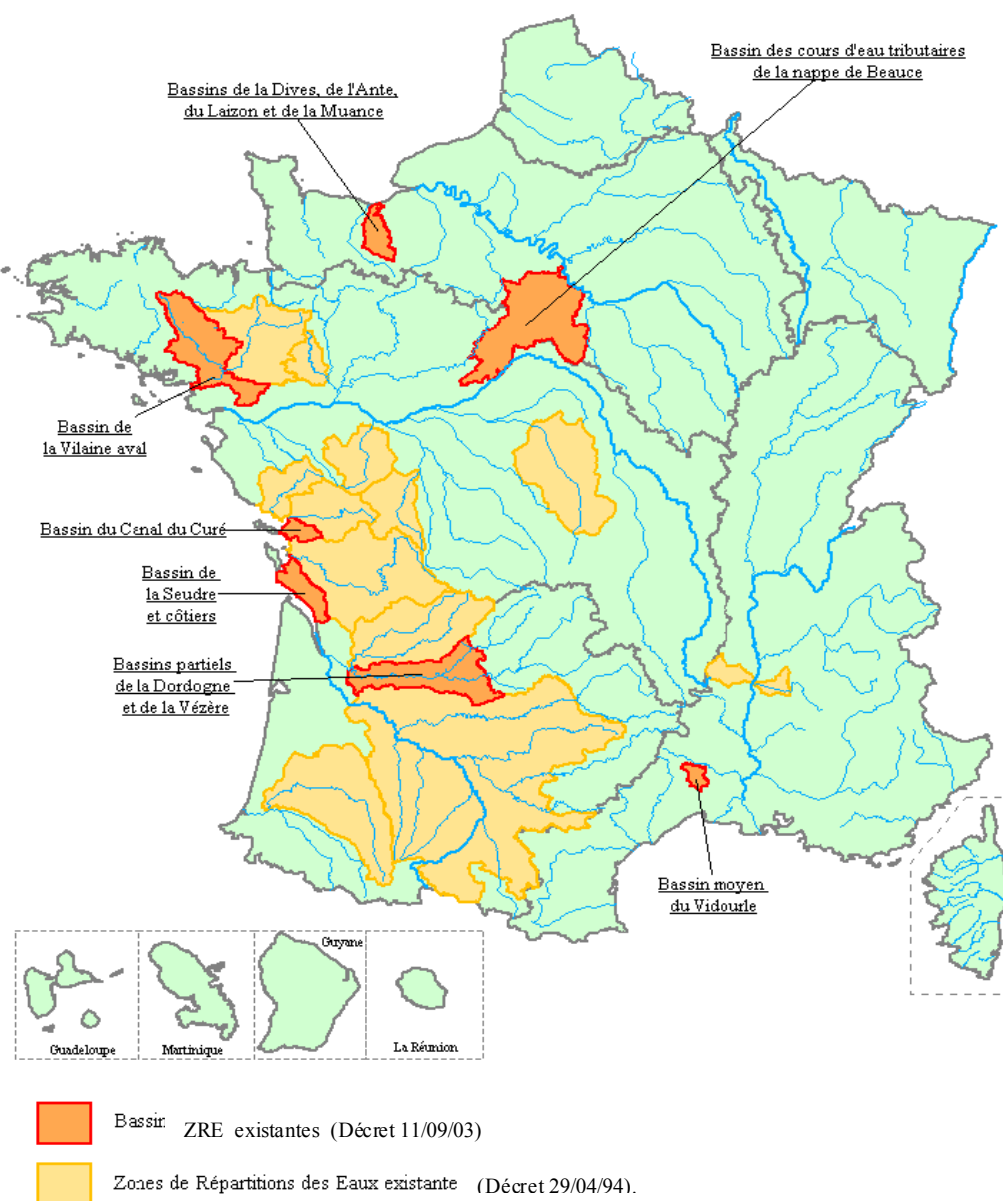 Bassin des cours d'eau tributaires
de la nappe de Beauce
Bassins de la Dives, de l'Ante,
du Laizon et de la Muance
Bassin de
la Vilaine aval
Bassin du Canal du Curé
Bassin de
la Seudre
et côtiers
Bassins partiels
de la Dordogne
et de la Vézère
Bassin moyen
du Vidourle
Guadeloupe
Martinique
Guyane
La Réunion
Bassin ZRE existantes (Décret 11/09/03)
Zones de Répartitions des Eaux existante (Décret 29/04/94).